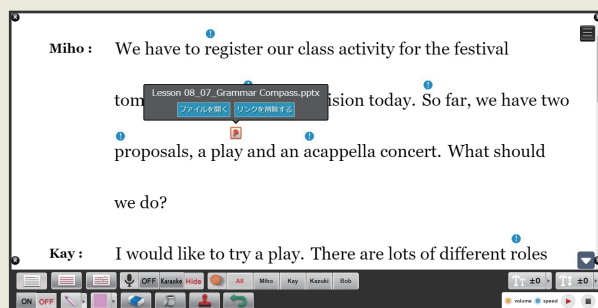 Miho : We have to register our class activity for the festival
Lesson 08_07_Grammar Compass.pptx
ファイルを開く リンクを削除する
tom ision today. So far, we have two
proposals, a play and an acappella concert. What should
we do?
Kay : I would like to try a play. There are lots of different roles
OFF Karaoke Hide All Miho Kay Kazuki Bob TT ±0 ±0
ON OFF volume speed